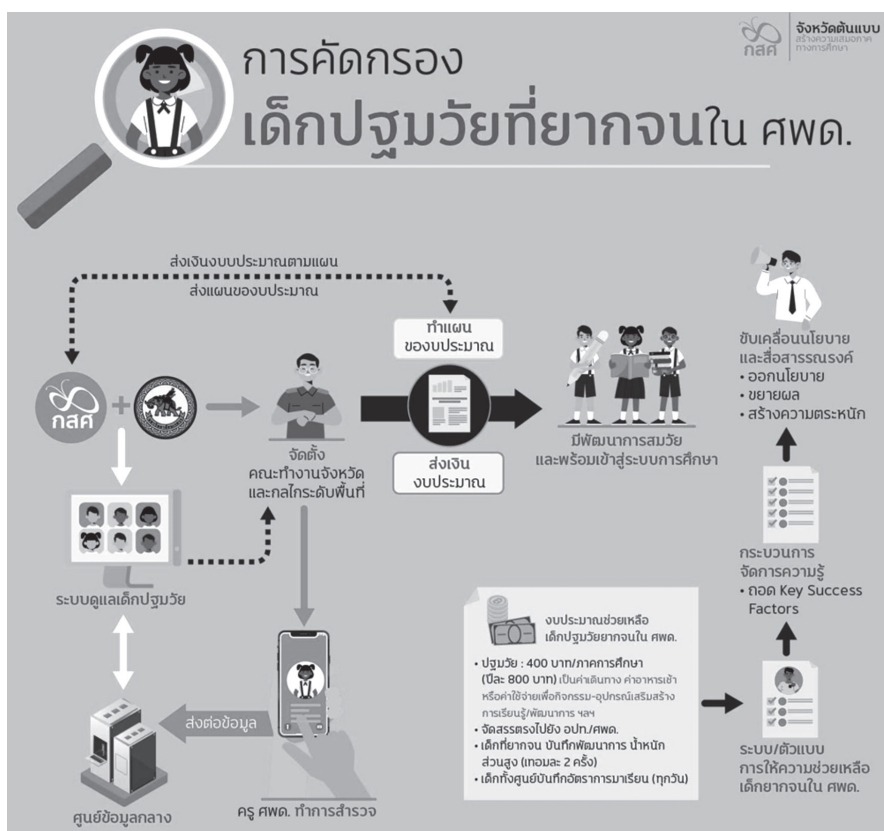 กสศ
จังหวัดต้นแบบ
สร้างความเสมอภาค
ทางการศึกษา
การคัดกรอง
เด็กปฐมวัยที่ยากจนใน ศพด.
ส่งเงินงบประมาณตามแผน
ส่งแผนของบประมาณ
ทำแผน
ของบประมาณ
กสศ
จัดตั้ง
คณะทำงานจังหวัด
และกลไกระดับพื้นที่
ส่งเงิน
งบประมาณ
มีพัฒนาการสมวัย
และพร้อมเข้าสู่ระบบการศึกษา
ขับเคลื่อนนโยบาย
และสื่อสารรณรงค์
• ออกนโยบาย
• ขยายผล
• สร้างความตระหนัก
กระบวนการ
จัดการความรู้
• ถอด Key Success
Factors
ระบบดูแลเด็กปฐมวัย
ส่งต่อข้อมูล
ศูนย์ข้อมูลกลาง
ครู ศพด. ทำการสำรวจ
งบประมาณช่วยเหลือ
เด็กปฐมวัยยากจนใน ศพด.
• ปฐมวัย : 400 บาท/ภาคการศึกษา
(ปีละ 800 บาท) เป็นค่าเดินทาง ค่าอาหารเช้า
หรือค่าใช้จ่ายเพื่อกิจกรรม-อุปกรณ์เสริมสร้าง
การเรียนรู้/พัฒนาการ ฯลฯ
• จัดสรรตรงไปยัง อปท./ศพด.
• เด็กที่ยากจน บันทึกพัฒนาการ น้ำหนัก
ส่วนสูง (เทอมละ 2 ครั้ง)
• เด็กทั้งศูนย์บันทึกอัตราการมาเรียน (ทุกวัน)
ระบบ/ตัวแบบ
การให้ความช่วยเหลือ
เด็กยากจนใน ศพด.